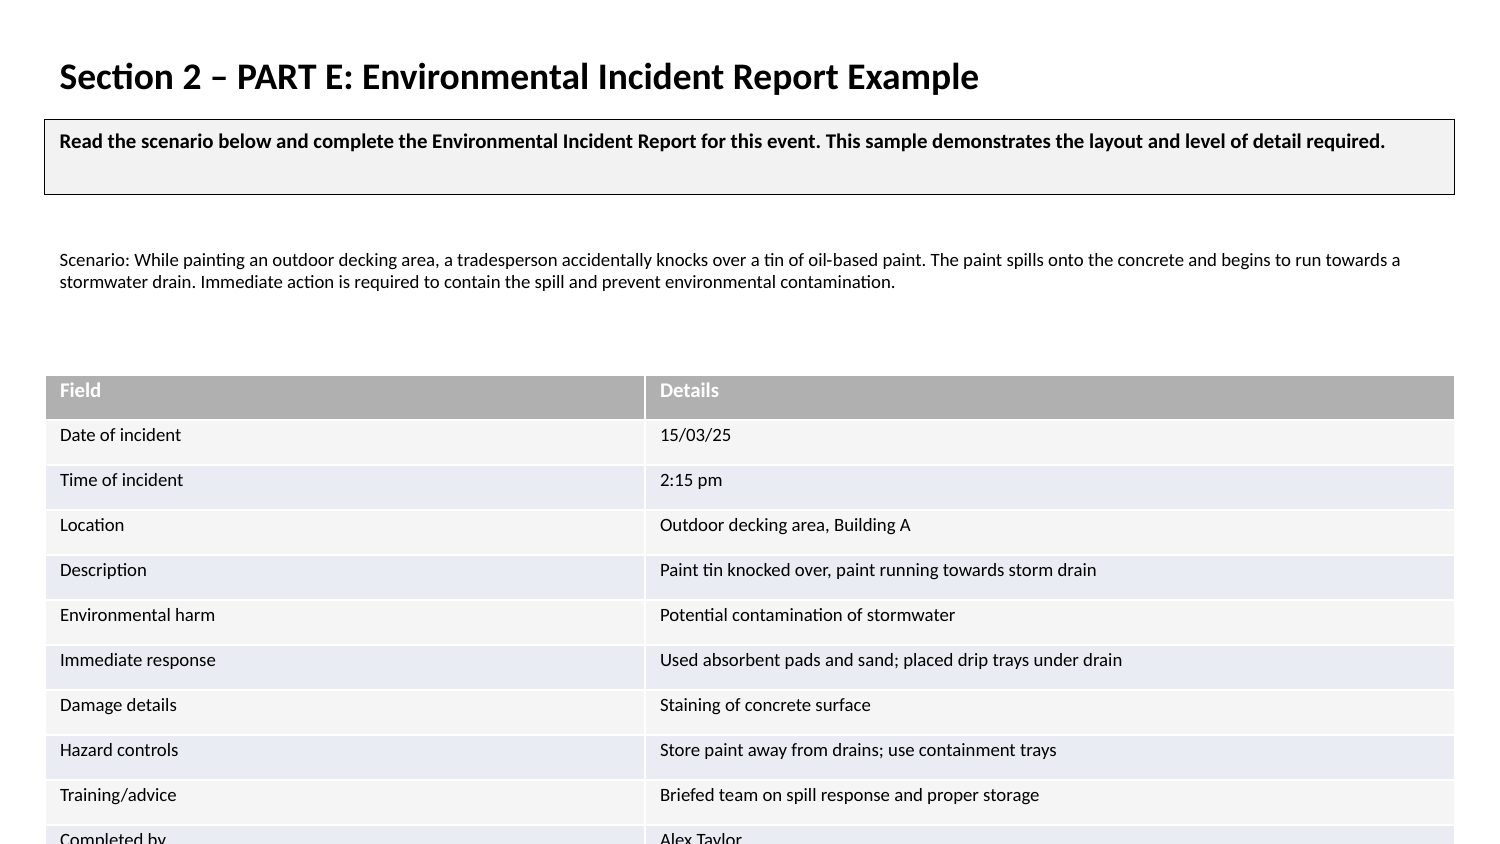 Section 2 – PART E: Environmental Incident Report Example
Read the scenario below and complete the Environmental Incident Report for this event. This sample demonstrates the layout and level of detail required.
Scenario: While painting an outdoor decking area, a tradesperson accidentally knocks over a tin of oil-based paint. The paint spills onto the concrete and begins to run towards a
stormwater drain. Immediate action is required to contain the spill and prevent environmental contamination.
Field Details
Date of incident 15/03/25
Time of incident 2:15 pm
Location Outdoor decking area, Building A
Description Paint tin knocked over, paint running towards storm drain
Environmental harm Potential contamination of stormwater
Immediate response Used absorbent pads and sand; placed drip trays under drain
Damage details Staining of concrete surface
Hazard controls Store paint away from drains; use containment trays
Training/advice Briefed team on spill response and proper storage
Completed by Alex Taylor